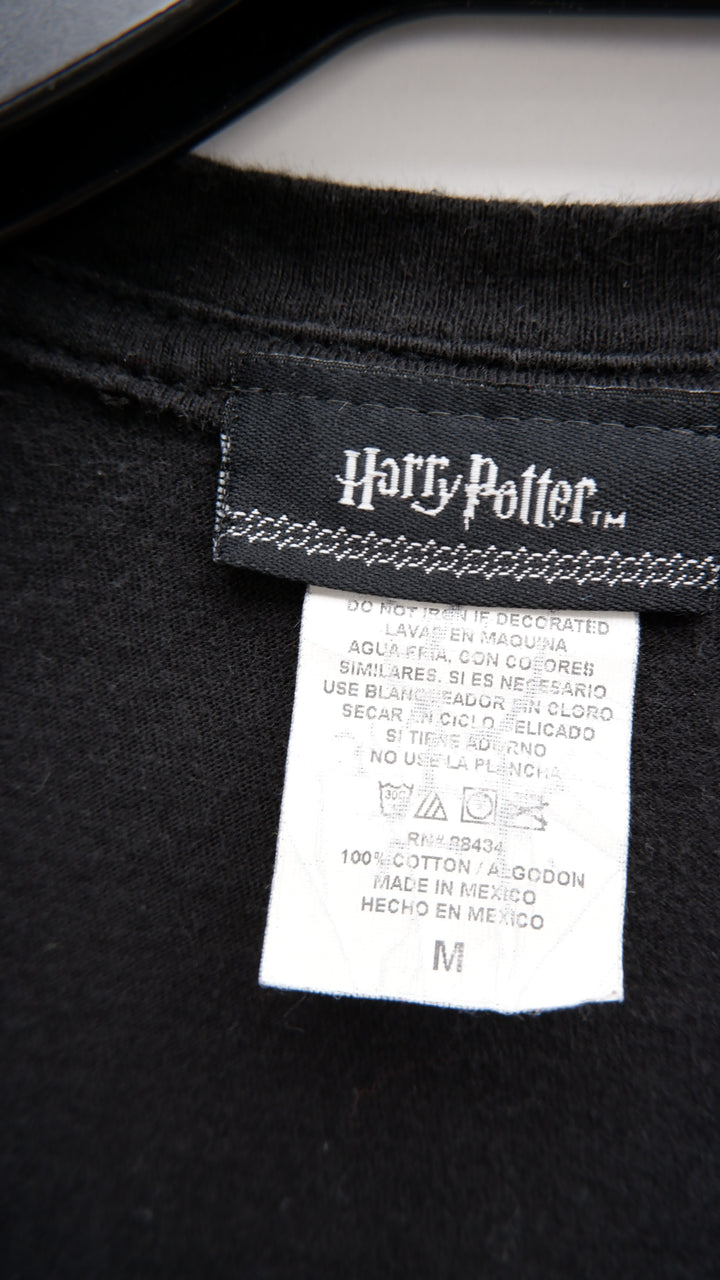 Harry Potter™
DO NOT IRON IF DECORATED
LAVAR EN MAQUINA
AGUA FRIA, CON COLORES
SIMILARES. SI ES NECESARIO
USE BLANQUEADOR SIN CLORO
SECAR EN CICLO DELICADO
SI TIENE ADORNO
NO USE LA PLANCHA
30C
RN# 88434
100% COTTON / ALGODON
MADE IN MEXICO
HECHO EN MEXICO
M